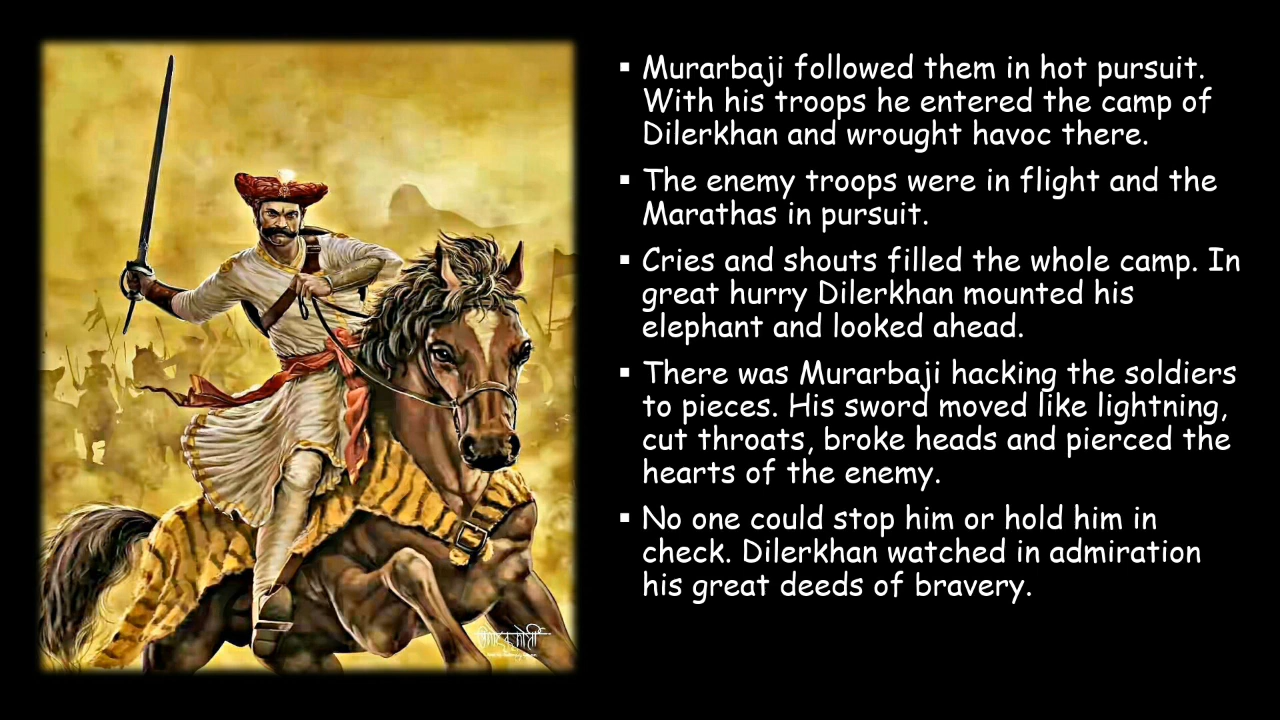 ▪ Murarbaji followed them in hot pursuit.
With his troops he entered the camp of
Dilerkhan and wrought havoc there.
▪ The enemy troops were in flight and the
Marathas in pursuit.
▪ Cries and shouts filled the whole camp. In
great hurry Dilerkhan mounted his
elephant and looked ahead.
▪ There was Murarbaji hacking the soldiers
to pieces. His sword moved like lightning,
cut throats, broke heads and pierced the
hearts of the enemy.
▪ No one could stop him or hold him in
check. Dilerkhan watched in admiration
his great deeds of bravery.